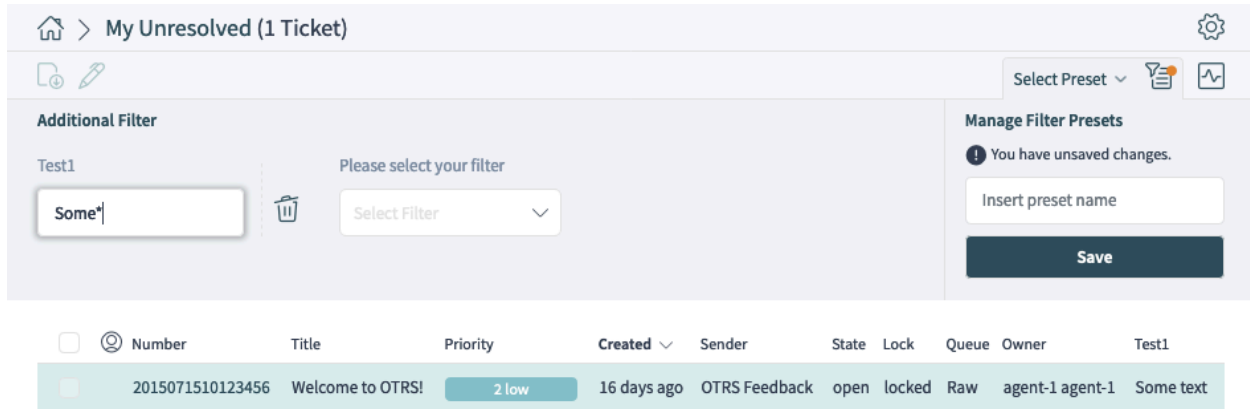 My Unresolved (1 Ticket)
Select Preset
Additional Filter
Manage Filter Presets
! You have unsaved changes.
Test1
Please select your filter
Some*
Select Filter
Insert preset name
Save
Number Title Priority Created Sender State Lock Queue Owner Test1
2015071510123456 Welcome to OTRS! 2 low 16 days ago OTRS Feedback open locked Raw agent-1 agent-1 Some text